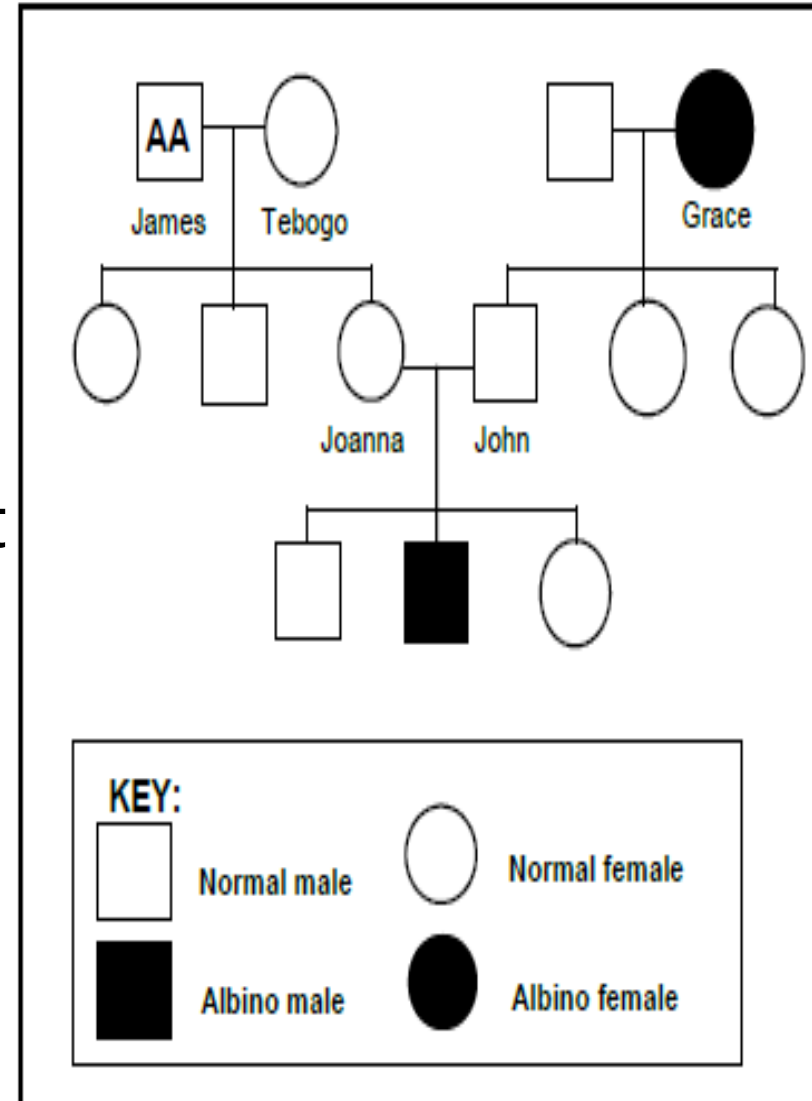 AA
James Tebogo Grace
Joanna John
t
KEY:
Normal male Normal female
Albino male Albino female